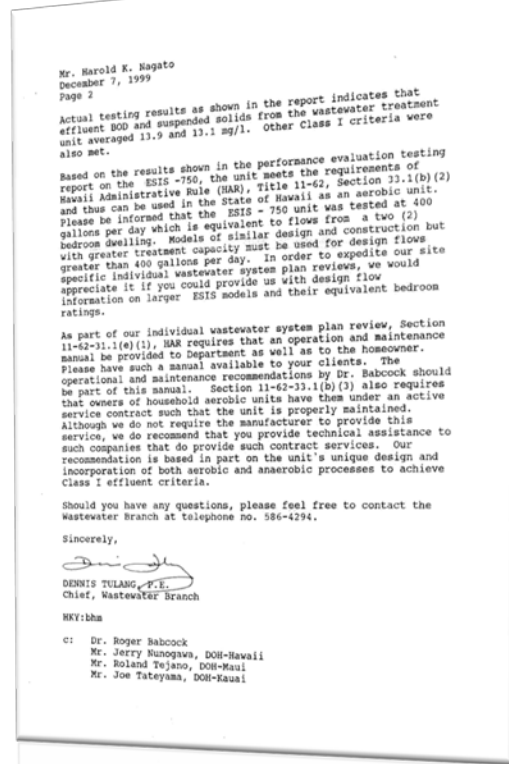 Mr. Harold K. Nagato
December 7, 1999
Page 2
Actual testing results as shown in the report indicates that
effluent BOD and suspended solids from the wastewater treatment
unit averaged 13.9 and 13.1 mg/l. Other Class I criteria were
also met.
Based on the results shown in the performance evaluation testing
report on the ESIS -750, the unit meets the requirements of
Hawaii Administrative Rule (HAR), Title 11-62, Section 33.1(b)(2)
and thus can be used in the State of Hawaii as an aerobic unit.
Please be informed that the ESIS - 750 unit was tested at 400
gallons per day which is equivalent to flows from a two (2)
bedroom dwelling. Models of similar design and construction but
with greater treatment capacity must be used for design flows
greater than 400 gallons per day. In order to expedite our site
specific individual wastewater system plan reviews, we would
appreciate it if you could provide us with design flow
information on larger ESIS models and their equivalent bedroom
ratings.
As part of our individual wastewater system plan review, Section
11-62-31.1(e)(1), HAR requires that an operation and maintenance
manual be provided to Department as well as to the homeowner.
Please have such a manual available to your clients. The
operational and maintenance recommendations by Dr. Babcock should
be part of this manual. Section 11-62-33.1(b)(3) also requires
that owners of household aerobic units have them under an active
service contract such that the unit is properly maintained.
Although we do not require the manufacturer to provide this
service, we do recommend that you provide technical assistance to
such companies that do provide such contract services. Our
recommendation is based in part on the unit's unique design and
incorporation of both aerobic and anaerobic processes to achieve
Class I effluent criteria.
Should you have any questions, please feel free to contact the
Wastewater Branch at telephone no. 586-4294.
Sincerely,
DENNIS TULANG, P.E.
Chief, Wastewater Branch
HKY:bhm
c: Dr. Roger Babcock
Mr. Jerry Nunogawa, DOH-Hawaii
Mr. Roland Tejano, DOH-Maui
Mr. Joe Tateyama, DOH-Kauai